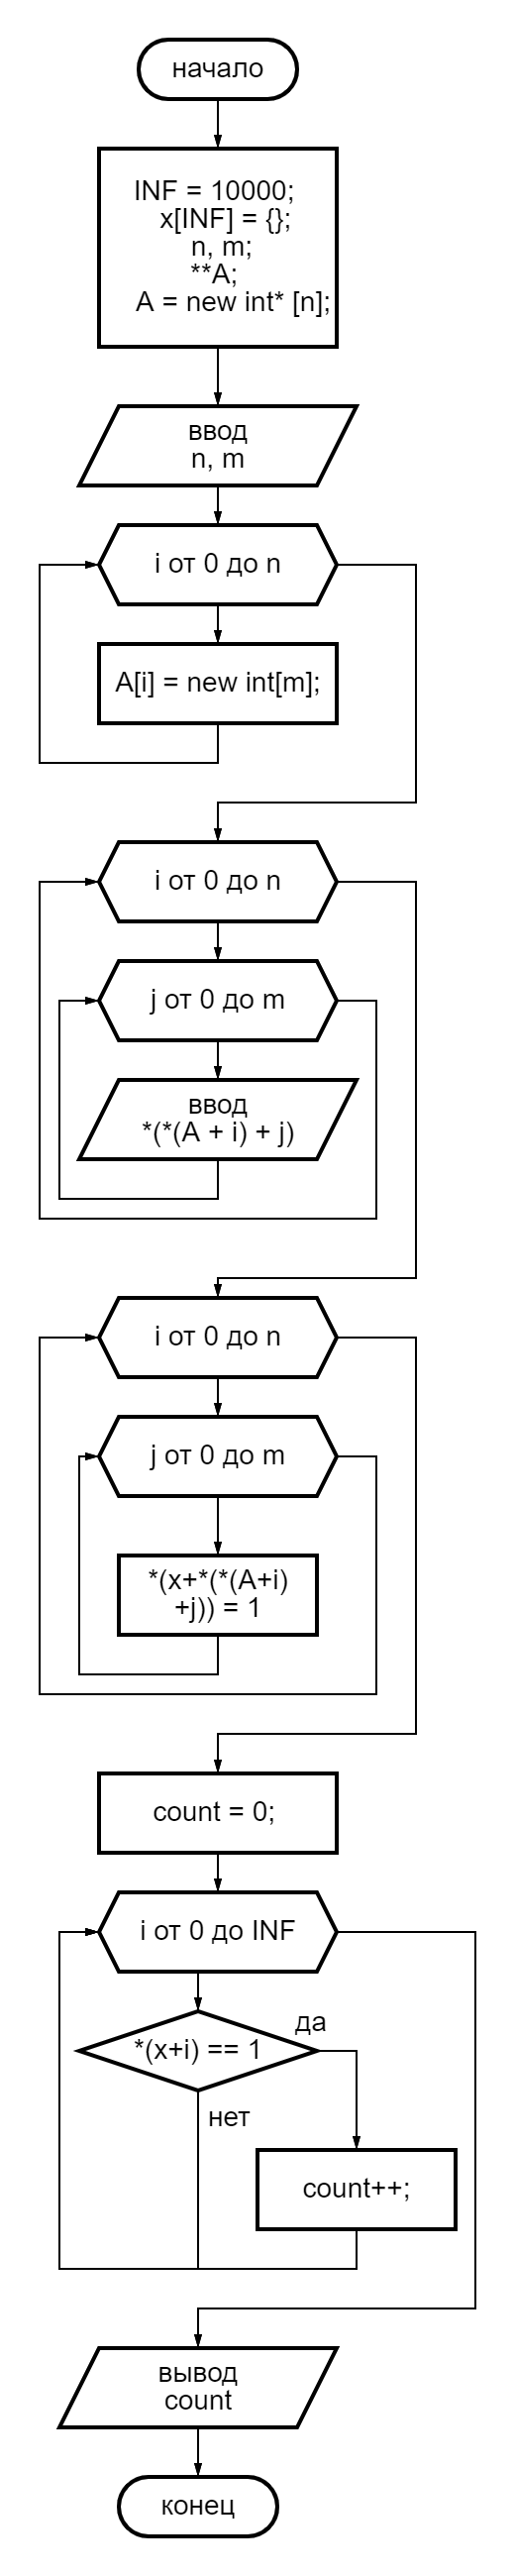 начало
INF = 10000;
x[INF] = {};
n, m;
**A;
A = new int* [n];
ввод
n, m
i от 0 до n
A[i] = new int[m];
i от 0 до n
j от 0 до m
ввод
*(*(A + i) + j)
i от 0 до n
j от 0 до m
*(x+*(*(A+i)
+j)) = 1
count = 0;
i от 0 до INF
*(x+i) == 1
да
нет
count++;
вывод
count
конец